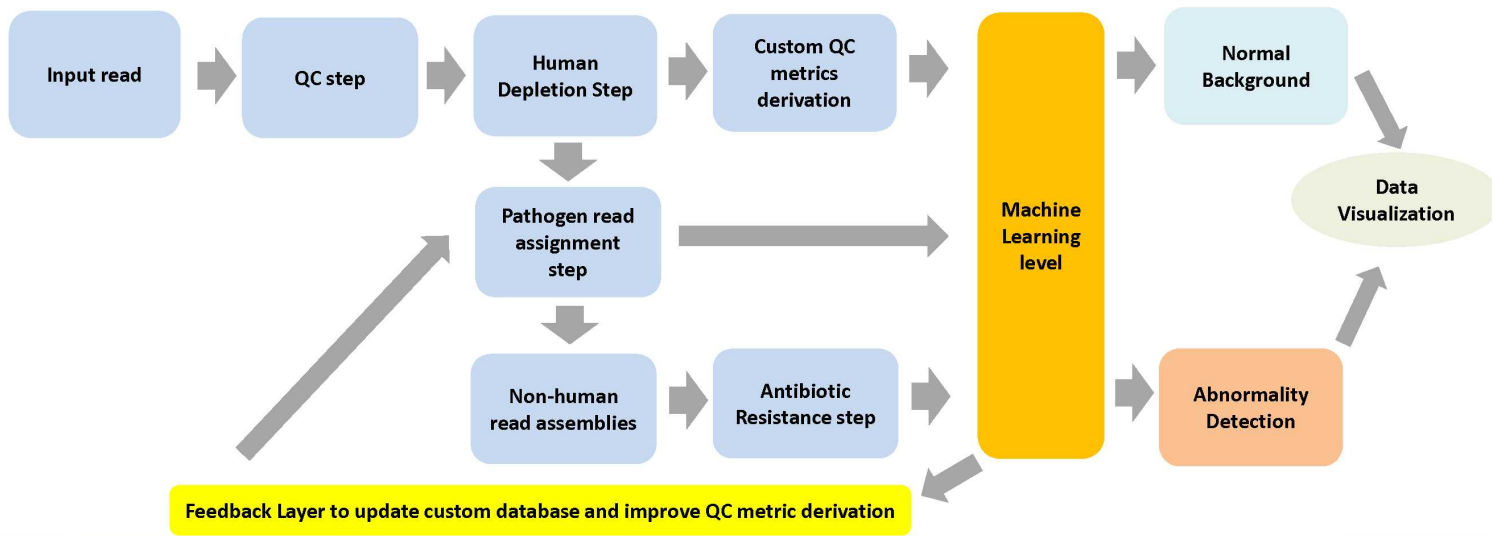 Input read
QC step
Human
Depletion Step
Custom QC
metrics
derivation
Normal
Background
Pathogen read
assignment
step
Machine
Learning
level
Data
Visualization
Non-human
read assemblies
Antibiotic
Resistance step
Abnormality
Detection
Feedback Layer to update custom database and improve QC metric derivation